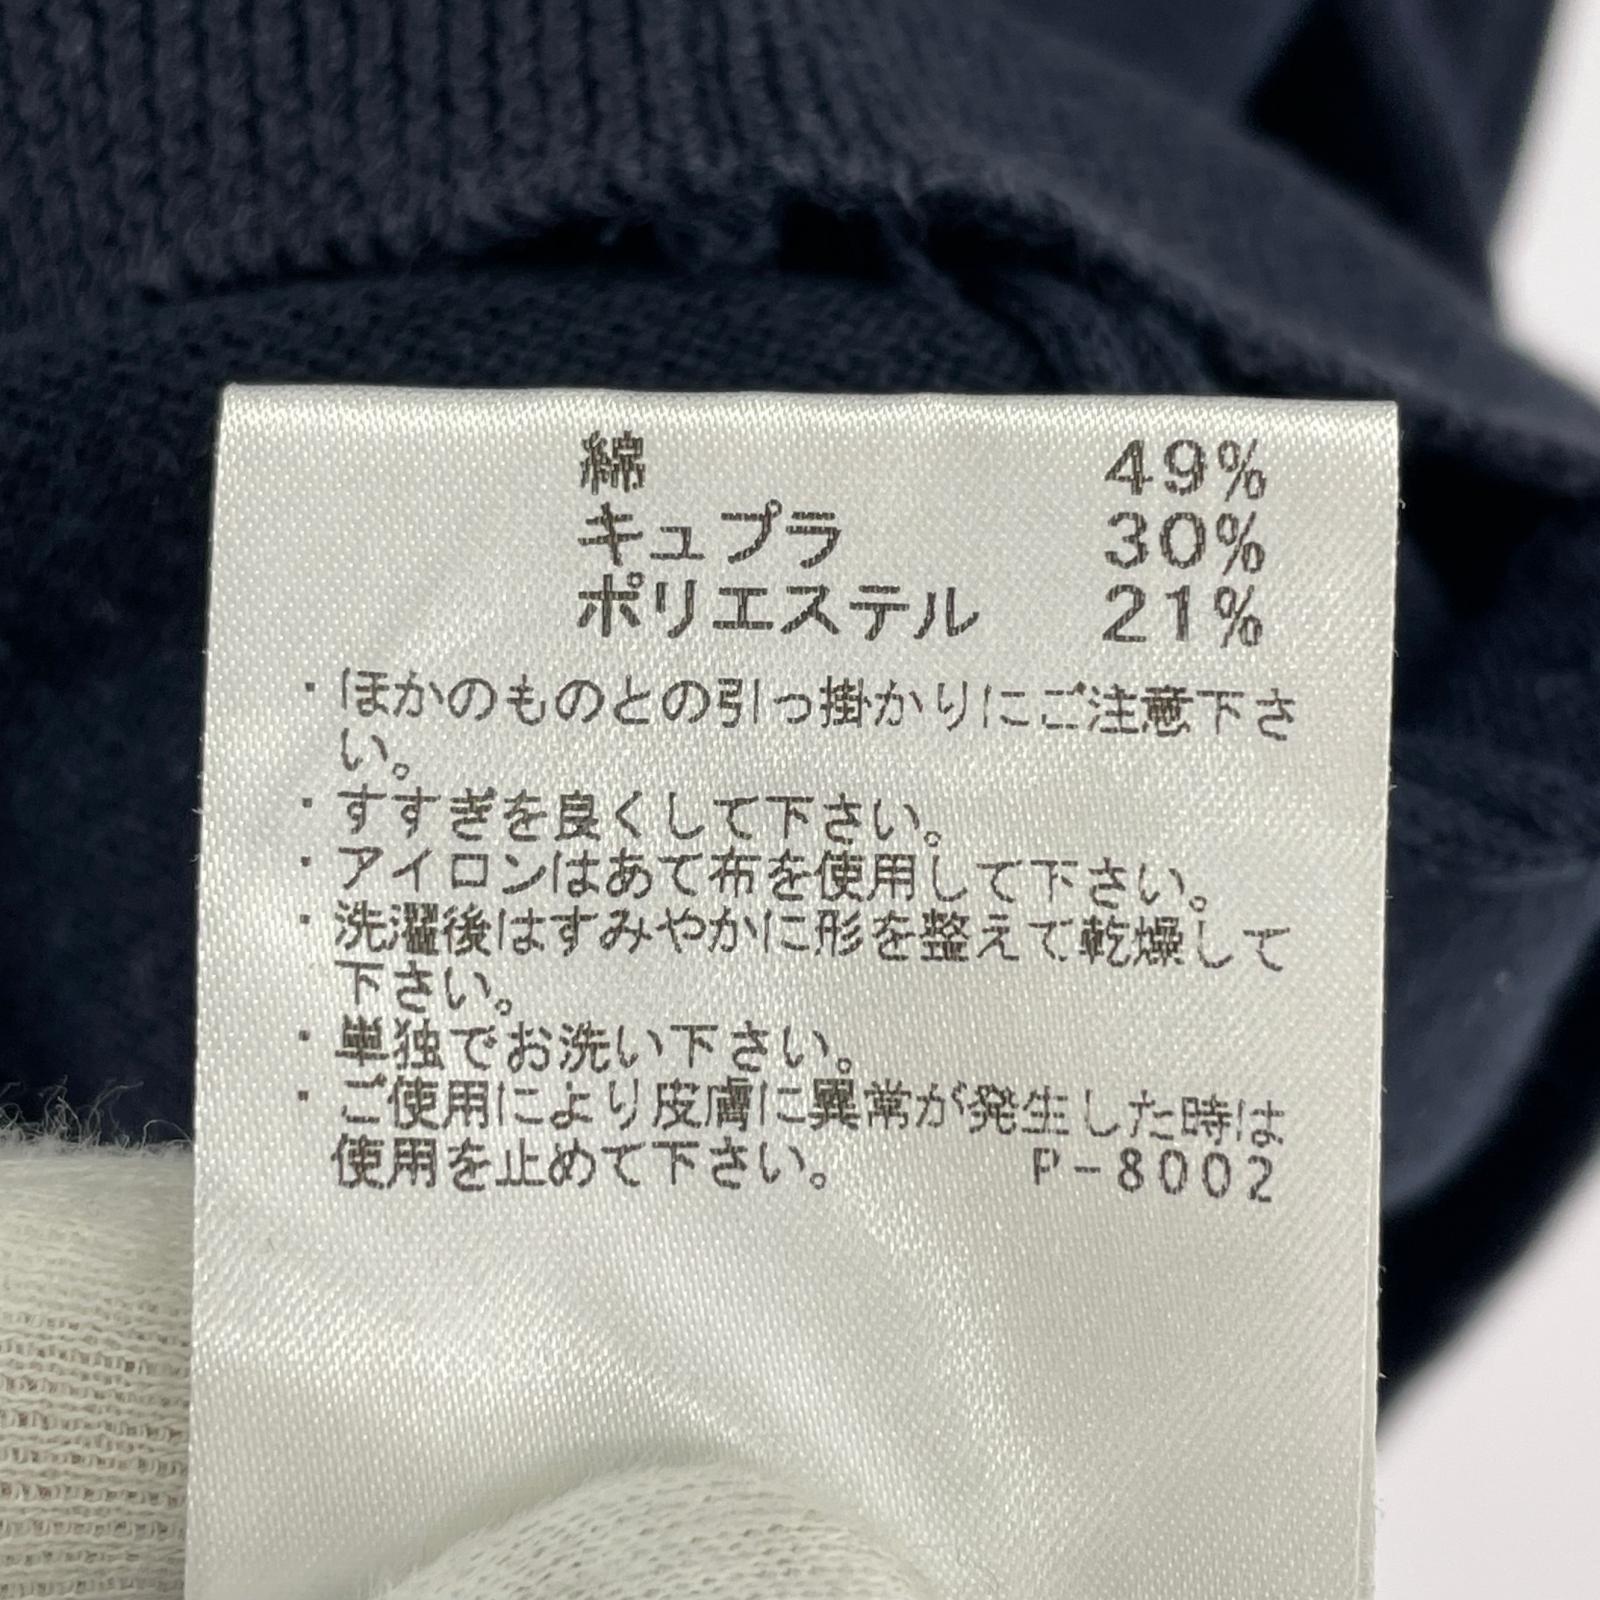 綿 49%
キュプラ 30%
ポリエステル 21%
・ほかのものとの引っ掛かりにご注意下さ
い。
・すすぎを良くして下さい。
・アイロンはあて布を使用して下さい。
・洗濯後はすみやかに形を整えて乾燥して
下さい。
・単独でお洗い下さい。
・ご使用により皮膚に異常が発生した時は
使用を止めて下さい。 P-8002